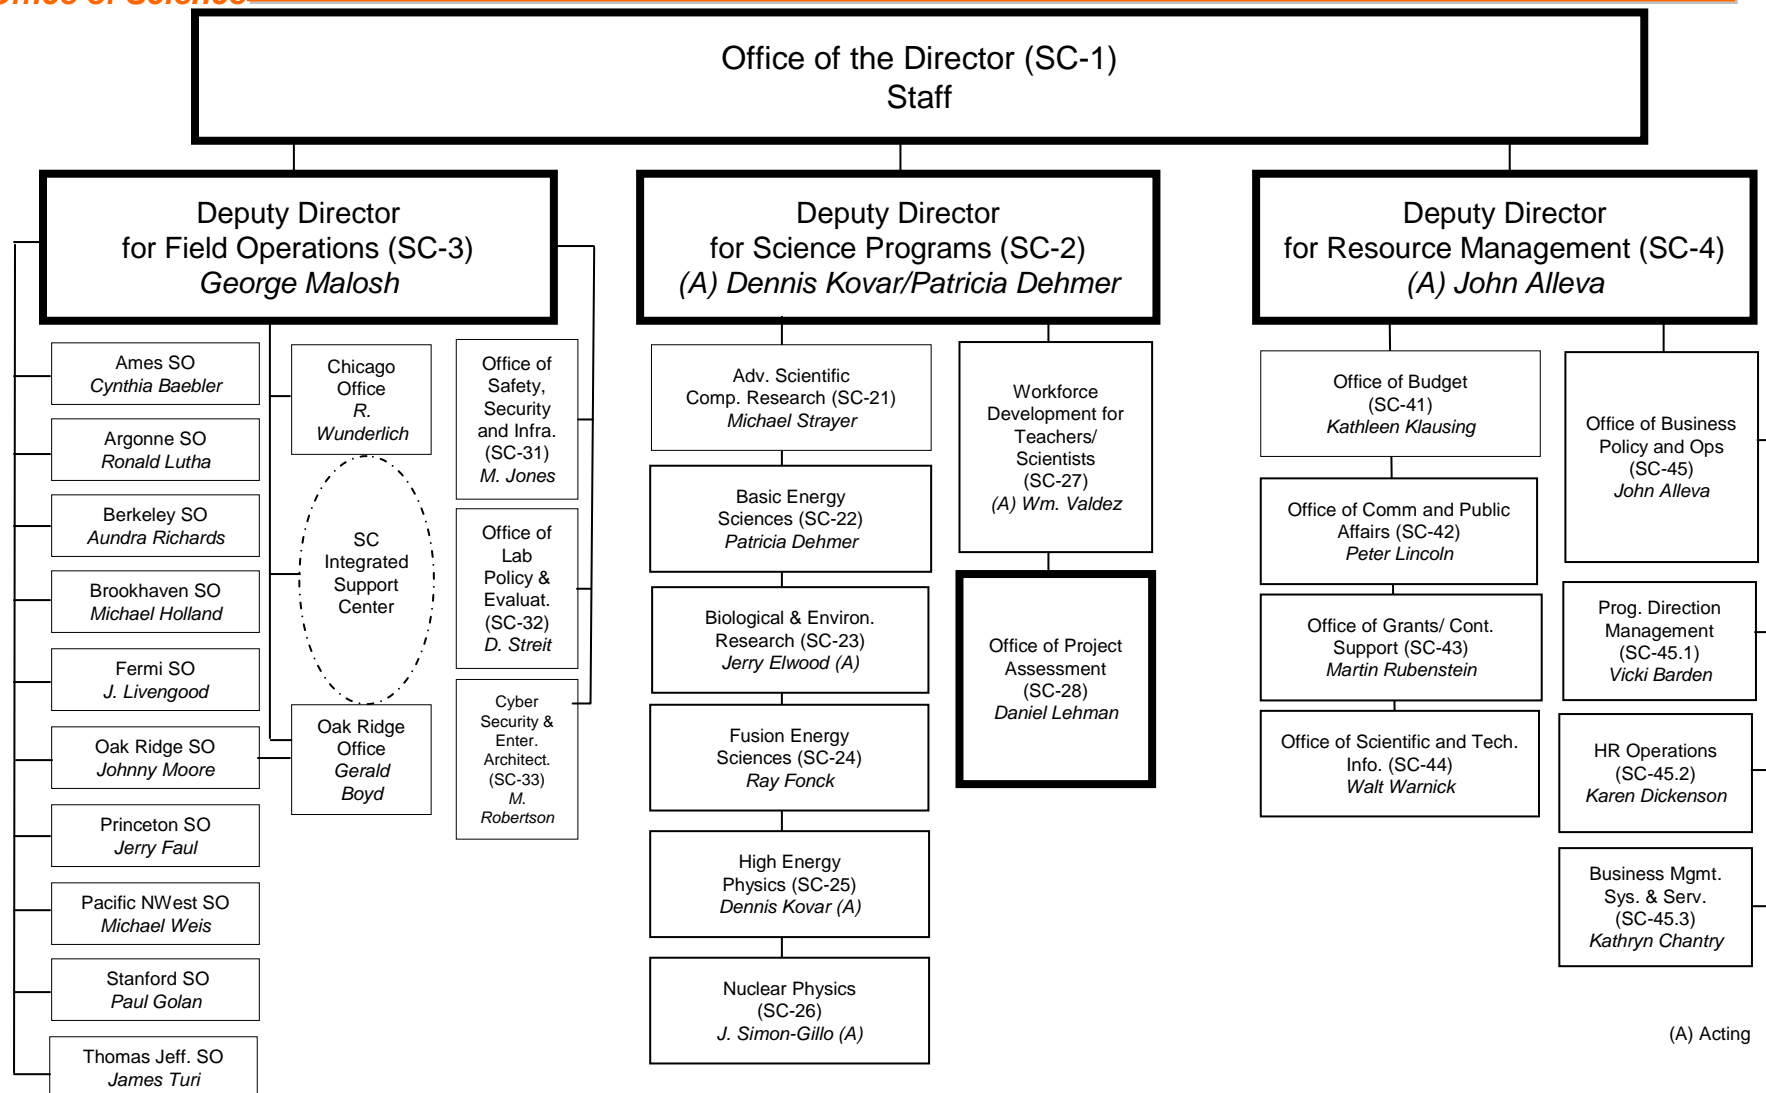 Office of Science
Office of the Director (SC-1)
Staff
Deputy Director
for Field Operations (SC-3)
George Malosh
Deputy Director
for Science Programs (SC-2)
(A) Dennis Kovar/Patricia Dehmer
Deputy Director
for Resource Management (SC-4)
(A) John Alleva
Ames SO
Cynthia Baebler
Argonne SO
Ronald Lutha
Berkeley SO
Aundra Richards
Brookhaven SO
Michael Holland
Fermi SO
J. Livengood
Oak Ridge SO
Johnny Moore
Princeton SO
Jerry Faul
Pacific NWest SO
Michael Weis
Stanford SO
Paul Golan
Thomas Jeff. SO
James Turi
Chicago
Office
R.
Wunderlich
SC
Integrated
Support
Center
Oak Ridge
Office
Gerald
Boyd
Office of
Safety,
Security
and Infra.
(SC-31)
M. Jones
Office of
Lab
Policy &
Evaluat.
(SC-32)
D. Streit
Cyber
Security &
Enter.
Architect.
(SC-33)
M.
Robertson
Adv. Scientific
Comp. Research (SC-21)
Michael Strayer
Basic Energy
Sciences (SC-22)
Patricia Dehmer
Biological & Environ.
Research (SC-23)
Jerry Elwood (A)
Fusion Energy
Sciences (SC-24)
Ray Fonck
High Energy
Physics (SC-25)
Dennis Kovar (A)
Nuclear Physics
(SC-26)
J. Simon-Gillo (A)
Workforce
Development for
Teachers/
Scientists
(SC-27)
(A) Wm. Valdez
Office of Project
Assessment
(SC-28)
Daniel Lehman
Office of Budget
(SC-41)
Kathleen Klausing
Office of Comm and Public
Affairs (SC-42)
Peter Lincoln
Office of Grants/ Cont.
Support (SC-43)
Martin Rubenstein
Office of Scientific and Tech.
Info. (SC-44)
Walt Warnick
Office of Business
Policy and Ops
(SC-45)
John Alleva
Prog. Direction
Management
(SC-45.1)
Vicki Barden
HR Operations
(SC-45.2)
Karen Dickenson
Business Mgmt.
Sys. & Serv.
(SC-45.3)
Kathryn Chantry
(A) Acting